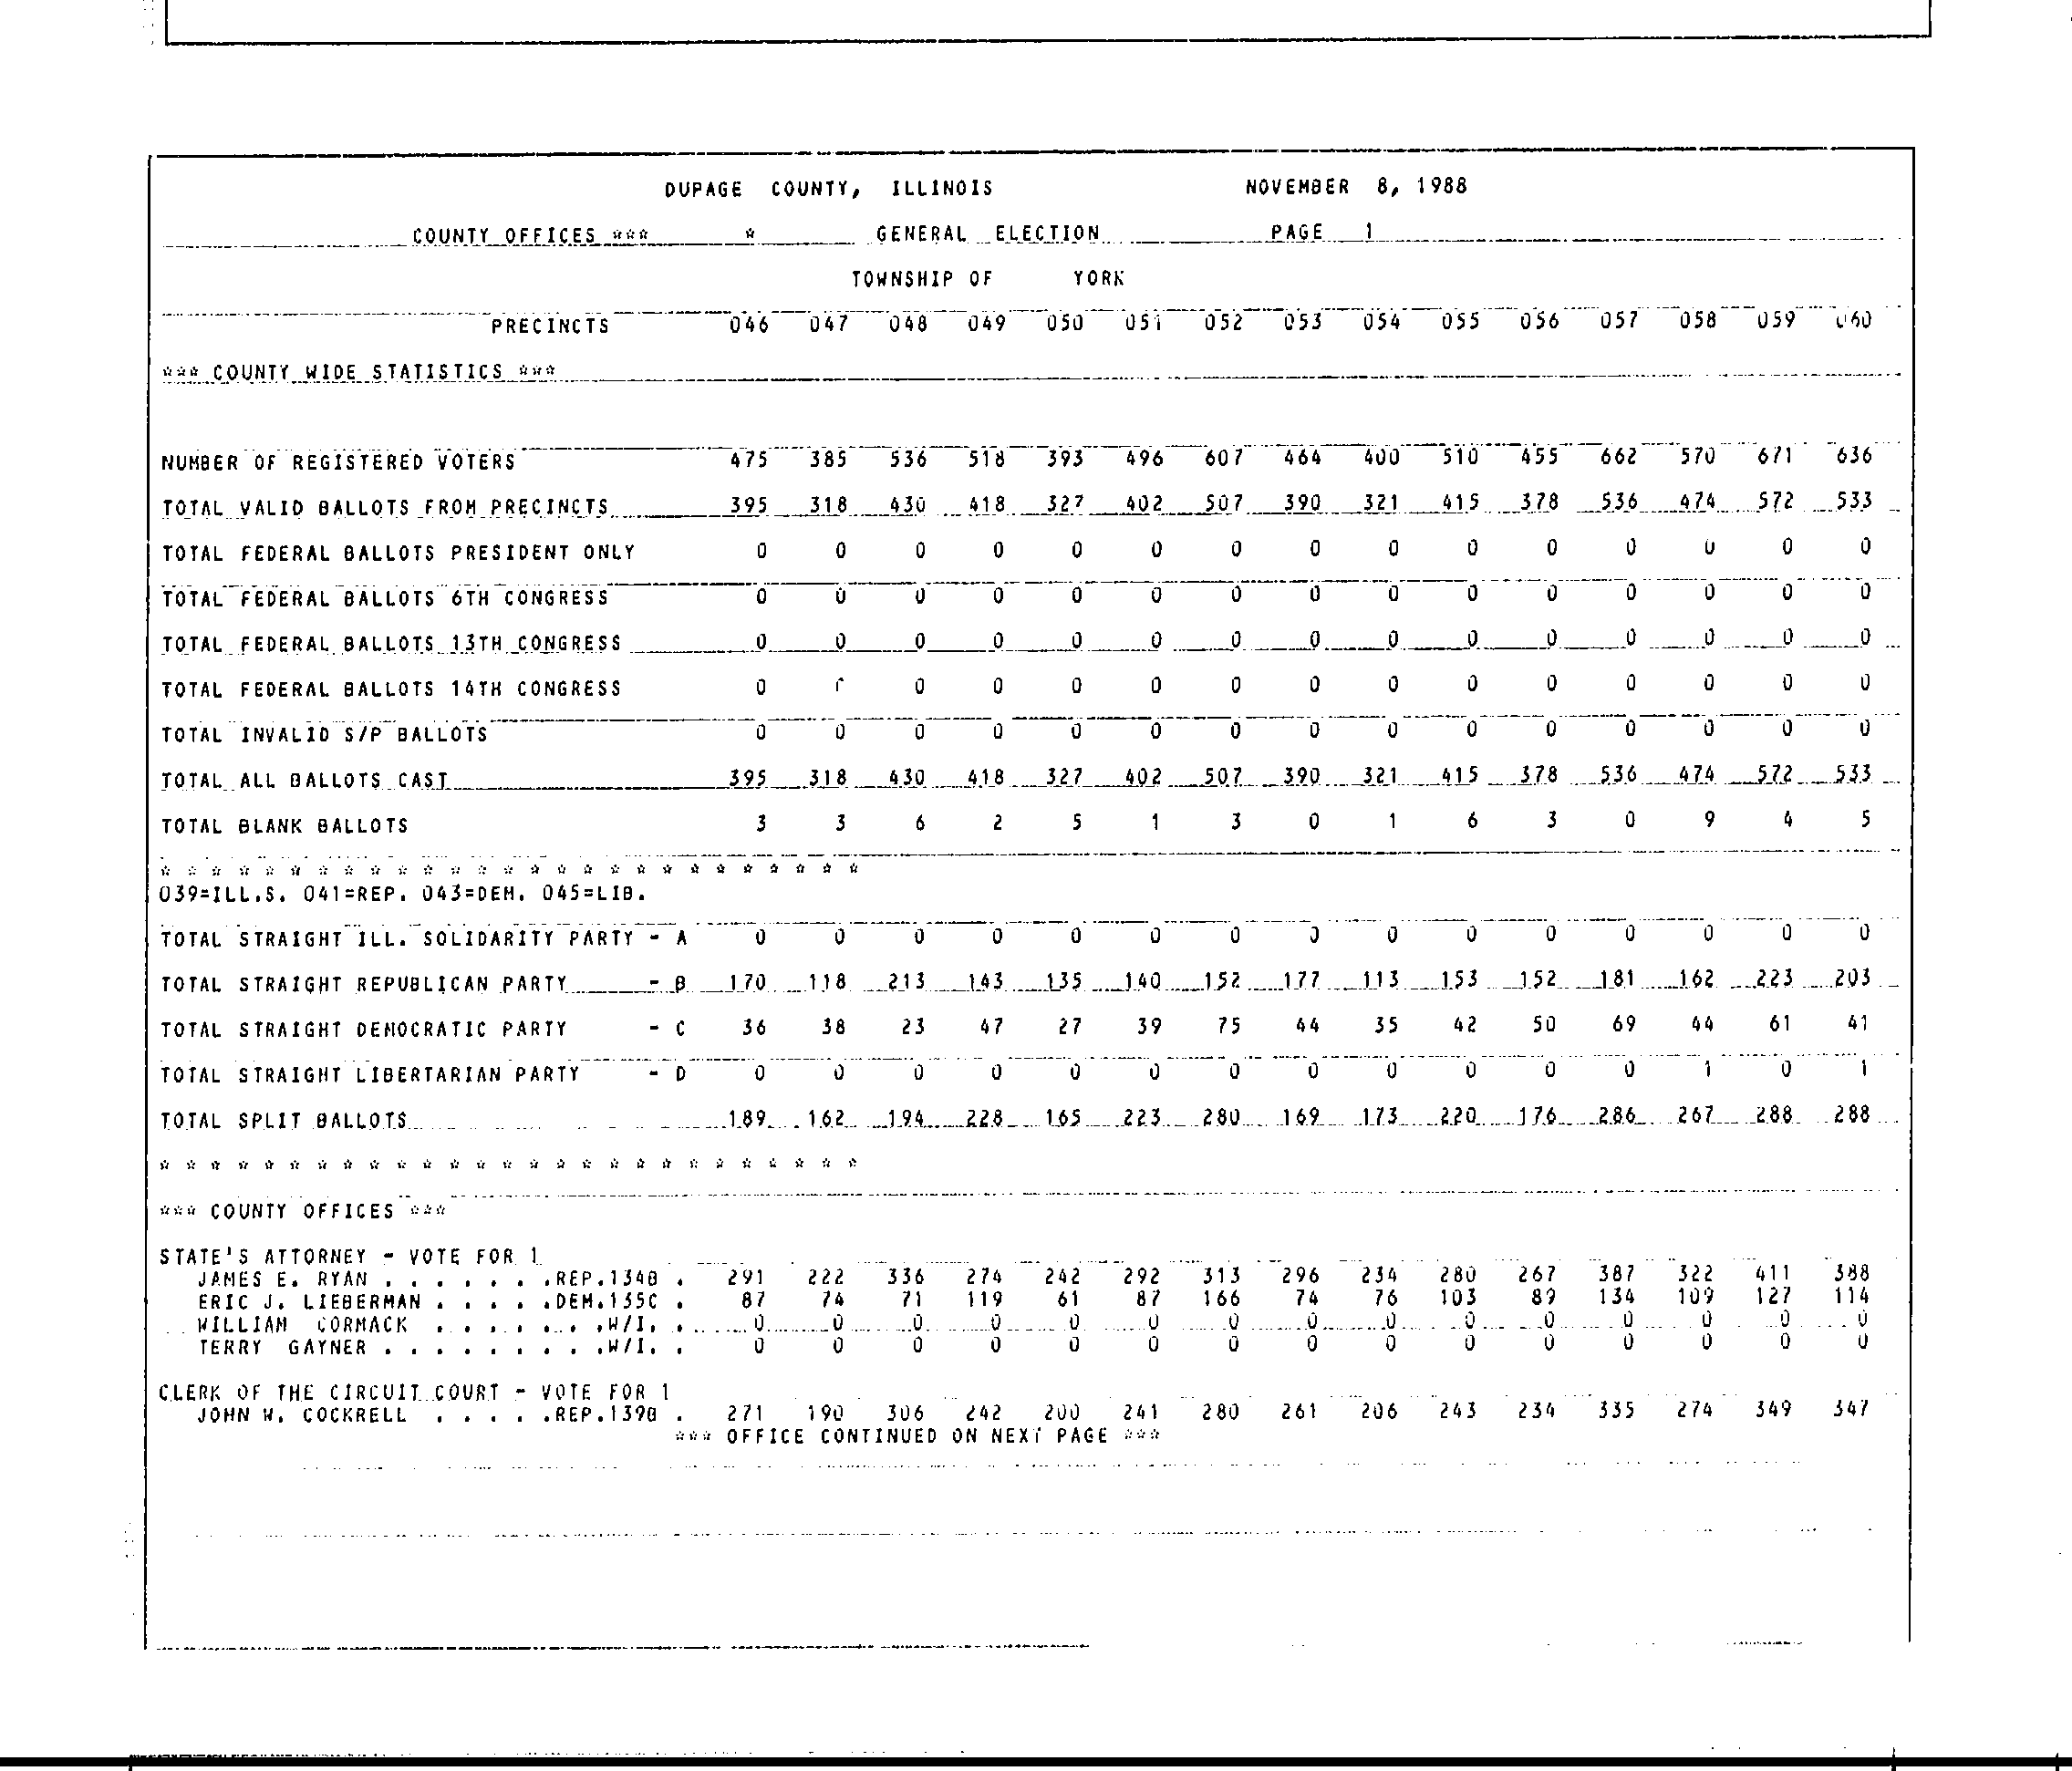 DUPAGE COUNTY, ILLINOIS NOVEMBER 8, 1988
COUNTY OFFICES *** * GENERAL ELECTION PAGE 1
TOWNSHIP OF YORK
PRECINCTS 046 047 048 049 050 051 052 053 054 055 056 057 058 059 060
*** COUNTY WIDE STATISTICS ***
NUMBER OF REGISTERED VOTERS 475 385 536 518 393 496 607 464 400 510 455 662 570 671 636
TOTAL VALID BALLOTS FROM PRECINCTS 395 318 430 418 327 402 507 390 321 415 378 536 474 572 533
TOTAL FEDERAL BALLOTS PRESIDENT ONLY 0 0 0 0 0 0 0 0 0 0 0 0 0 0 0
TOTAL FEDERAL BALLOTS 6TH CONGRESS 0 0 0 0 0 0 0 0 0 0 0 0 0 0 0
TOTAL FEDERAL BALLOTS 13TH CONGRESS 0 0 0 0 0 0 0 0 0 0 0 0 0 0 0
TOTAL FEDERAL BALLOTS 14TH CONGRESS 0 0 0 0 0 0 0 0 0 0 0 0 0 0
TOTAL INVALID S/P BALLOTS 0 0 0 0 0 0 0 0 0 0 0 0 0 0 0
TOTAL ALL BALLOTS CAST 395 318 430 418 327 402 507 390 321 415 378 536 474 572 533
TOTAL BLANK BALLOTS 3 3 6 2 5 1 3 0 1 6 3 0 9 4 5
* * * * * * * * * * * * * * * * * * * * * * * * * * *
039=ILL.S. 041=REP. 043=DEM. 045=LIB.
TOTAL STRAIGHT ILL. SOLIDARITY PARTY - A 0 0 0 0 0 0 0 0 0 0 0 0 0 0 0
TOTAL STRAIGHT REPUBLICAN PARTY - B 170 118 213 143 135 140 152 177 113 153 152 181 162 223 203
TOTAL STRAIGHT DEMOCRATIC PARTY - C 36 38 23 47 27 39 75 44 35 42 50 69 44 61 41
TOTAL STRAIGHT LIBERTARIAN PARTY - D 0 0 0 0 0 0 0 0 0 0 0 0 1 0 1
TOTAL SPLIT BALLOTS 189 162 194 228 165 223 280 169 173 220 176 286 267 288 288
* * * * * * * * * * * * * * * * * * * * * * * * * * *
*** COUNTY OFFICES ***
STATE'S ATTORNEY - VOTE FOR 1
JAMES E. RYAN . . . . . . .REP.134B . 291 222 336 274 242 292 313 296 234 280 267 387 322 411 388
ERIC J. LIEBERMAN . . . . .DEM.135C . 87 74 71 119 61 87 166 74 76 103 89 134 109 127 114
WILLIAM CORMACK . . . . . . .W/I. . 0 0 0 0 0 0 0 0 0 0 0 0 0 0 0
TERRY GAYNER . . . . . . . . .W/I. . 0 0 0 0 0 0 0 0 0 0 0 0 0 0 0
CLERK OF THE CIRCUIT COURT - VOTE FOR 1
JOHN W. COCKRELL . . . . .REP.139B . 271 190 306 242 200 241 280 261 206 243 234 335 274 349 347
*** OFFICE CONTINUED ON NEXT PAGE ***